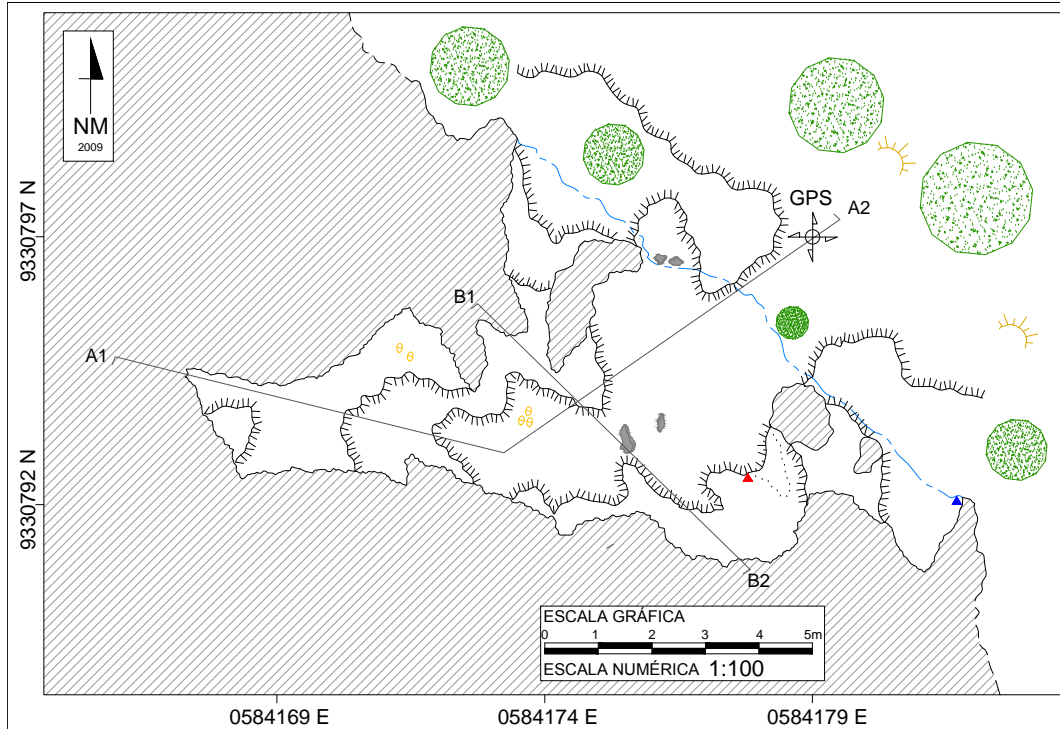 NM
2009
GPS
A2
9330797 N
B1
A1
9330792 N
B2
ESCALA GRÁFICA
0 1 2 3 4 5m
ESCALA NUMÉRICA 1:100
0584169 E 0584174 E 0584179 E